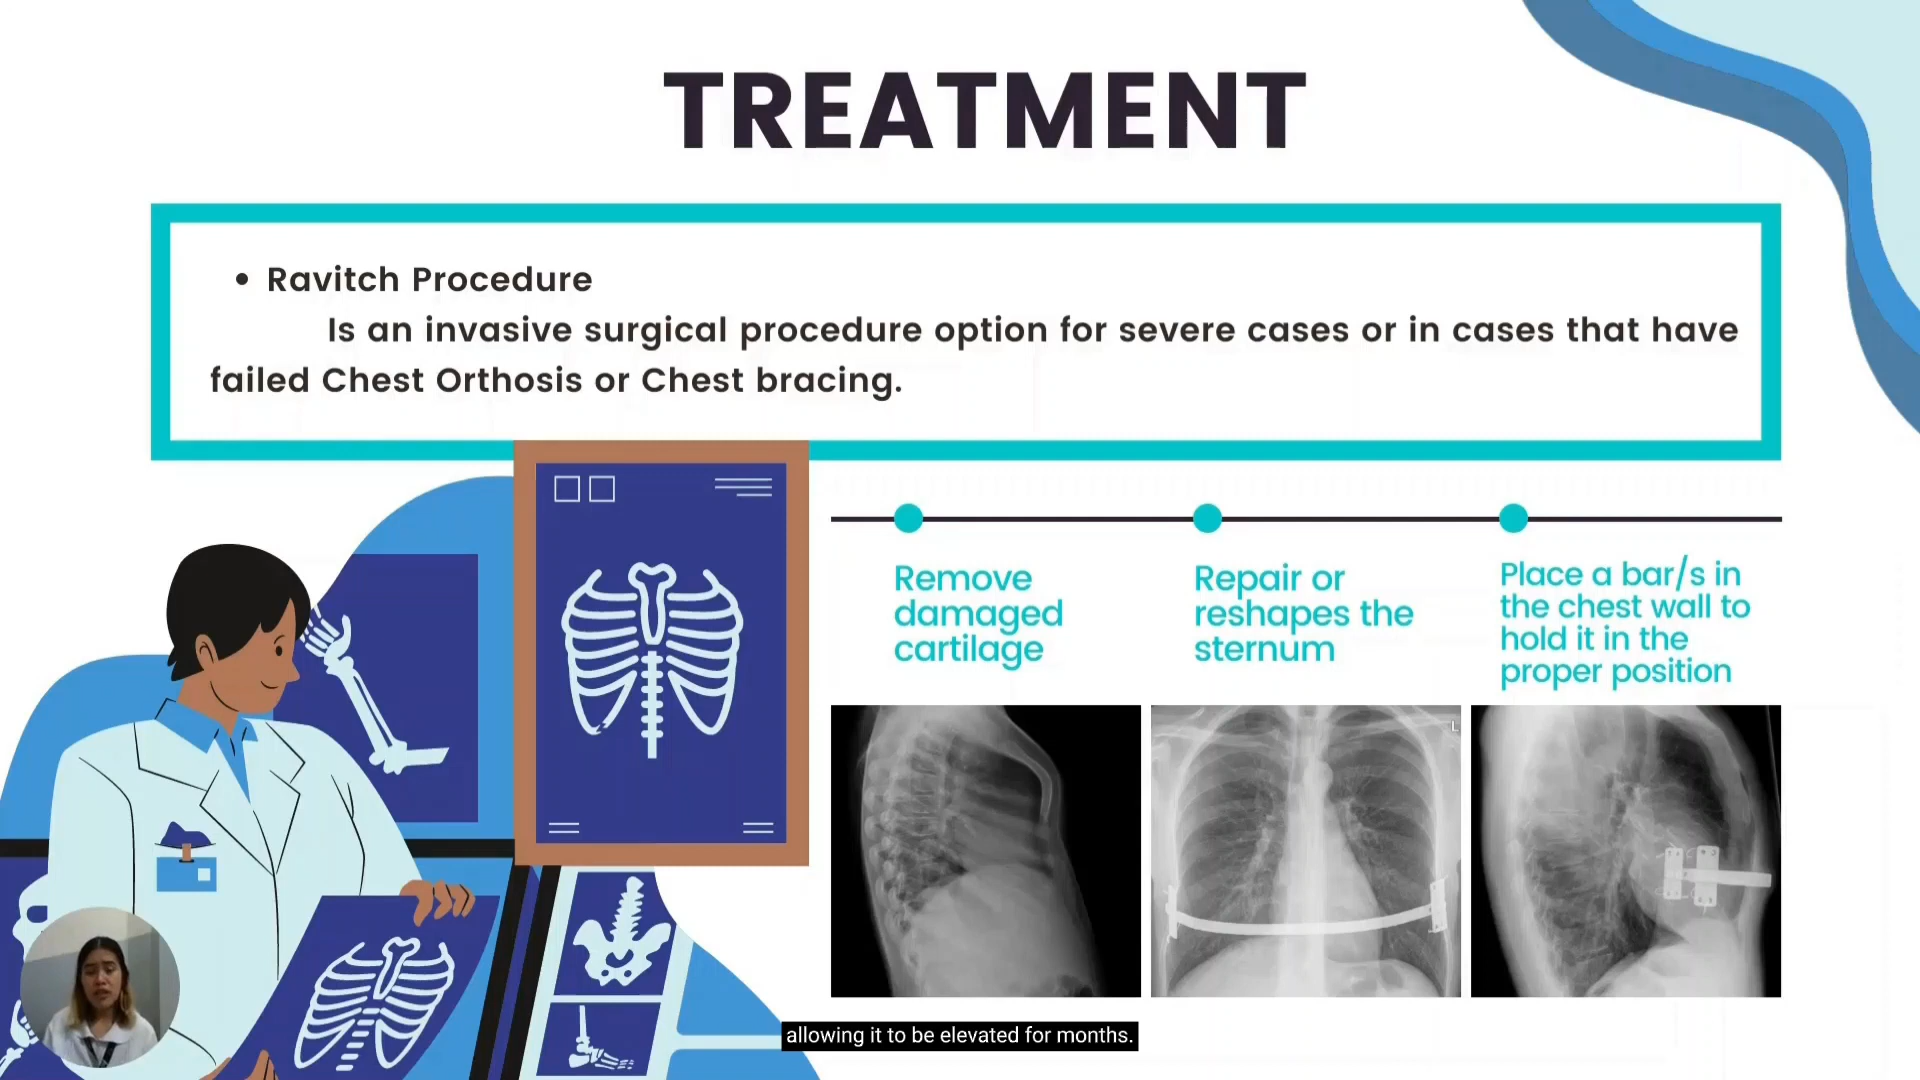 TREATMENT
• Ravitch Procedure
Is an invasive surgical procedure option for severe cases or in cases that have
failed Chest Orthosis or Chest bracing.
Remove
damaged
cartilage
Repair or
reshapes the
sternum
Place a bar/s in
the chest wall to
hold it in the
proper position
L
allowing it to be elevated for months.